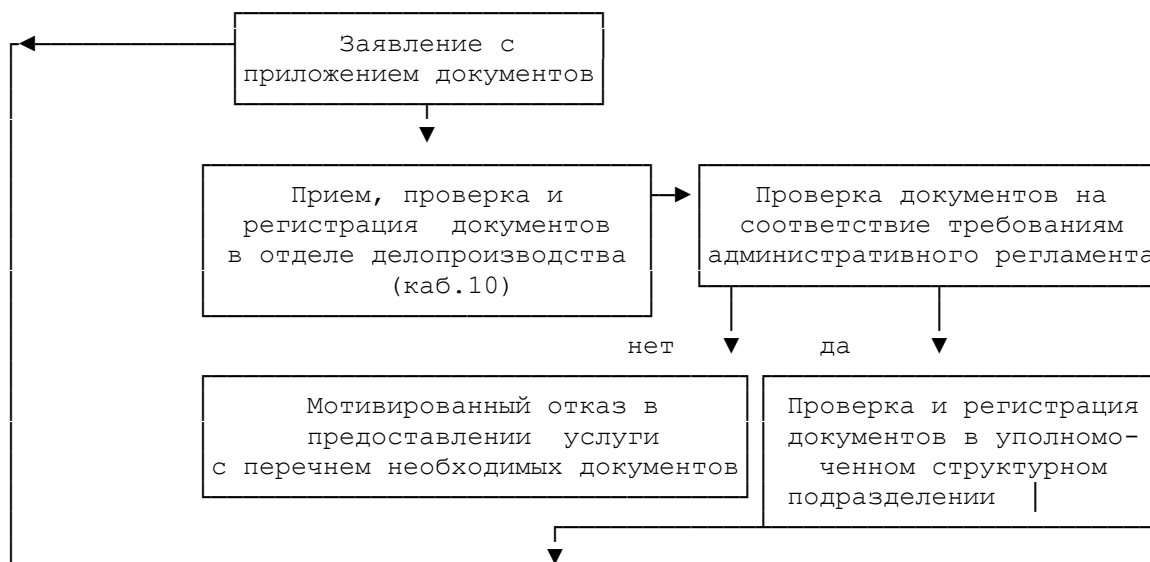 Заявление с
приложением документов
Прием, проверка и
регистрация документов
в отделе делопроизводства
(каб.10)
Проверка документов на
соответствие требованиям
административного регламента
нет
да
Мотивированный отказ в
предоставлении услуги
с перечнем необходимых документов
Проверка и регистрация
документов в уполномо-
ченном структурном
подразделении